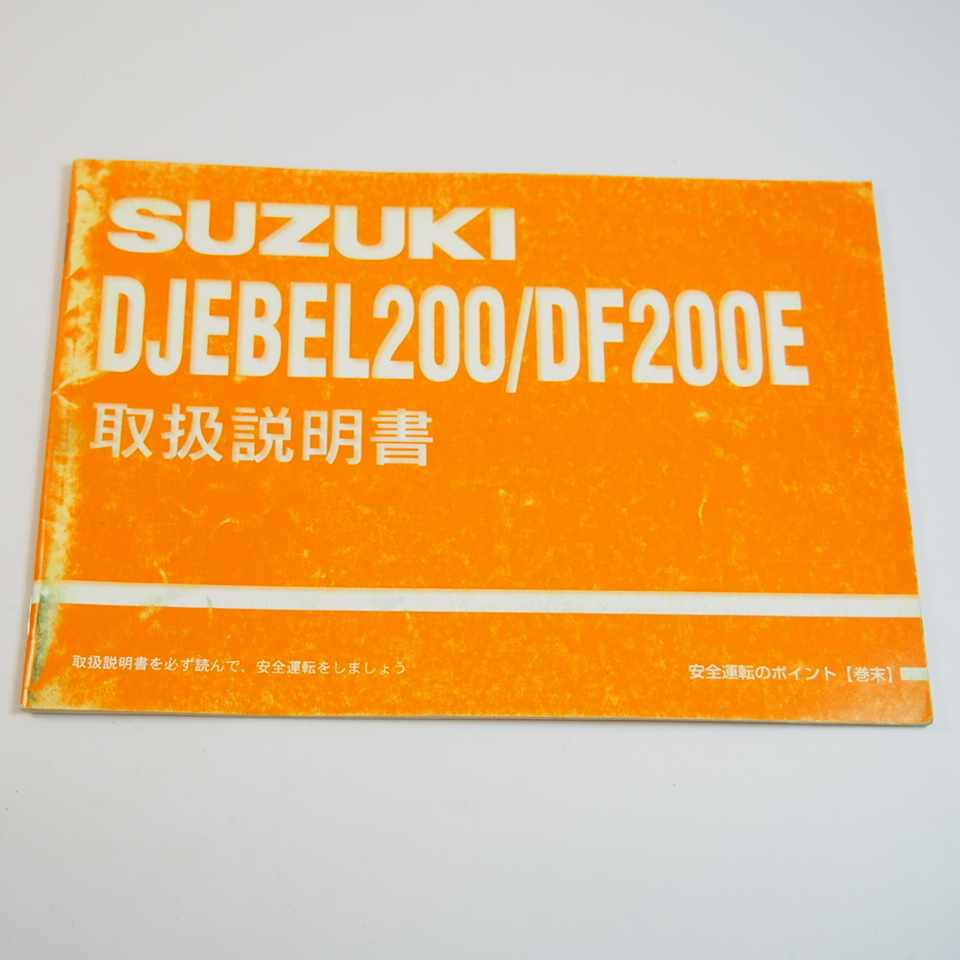 SUZUKI
DJEBEL200/DF200E
取扱説明書
取扱説明書を必ず読んで、安全運転をしましょう
安全運転のポイント【巻末】